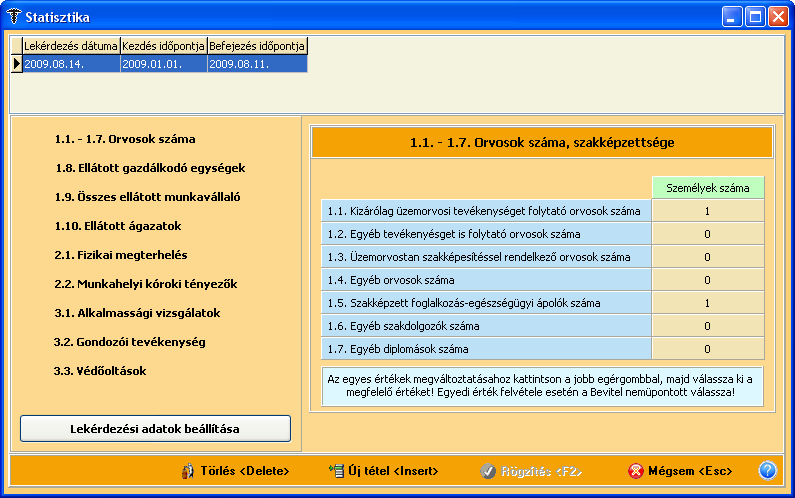 Statisztika
Lekérdezés dátuma Kezdés időpontja Befejezés időpontja
2009.08.14. 2009.01.01. 2009.08.11.
1.1. - 1.7. Orvosok száma
1.8. Ellátott gazdálkodó egységek
1.9. Összes ellátott munkavállaló
1.10. Ellátott ágazatok
2.1. Fizikai megterhelés
2.2. Munkahelyi kóroki tényezők
3.1. Alkalmassági vizsgálatok
3.2. Gondozói tevékenység
3.3. Védőoltások
Lekérdezési adatok beállítása
1.1. - 1.7. Orvosok száma, szakképzettsége
Személyek száma
1.1. Kizárólag üzemorvosi tevékenységet folytató orvosok száma 1
1.2. Egyéb tevékenyésget is folytató orvosok száma 0
1.3. Üzemorvostan szakképesítéssel rendelkező orvosok száma 0
1.4. Egyéb orvosok száma 0
1.5. Szakképzett foglalkozás-egészségügyi ápolók száma 1
1.6. Egyéb szakdolgozók száma 0
1.7. Egyéb diplomások száma 0
Az egyes értékek megváltoztatásahoz kattintson a jobb egérgombbal, majd válassza ki a
megfelelő értéket! Egyedi érték felvétele esetén a Bevitel nemüpontott válassza!
Törlés <Delete> Új tétel <Insert> Rögzítés <F2> Mégsem <Esc> ?